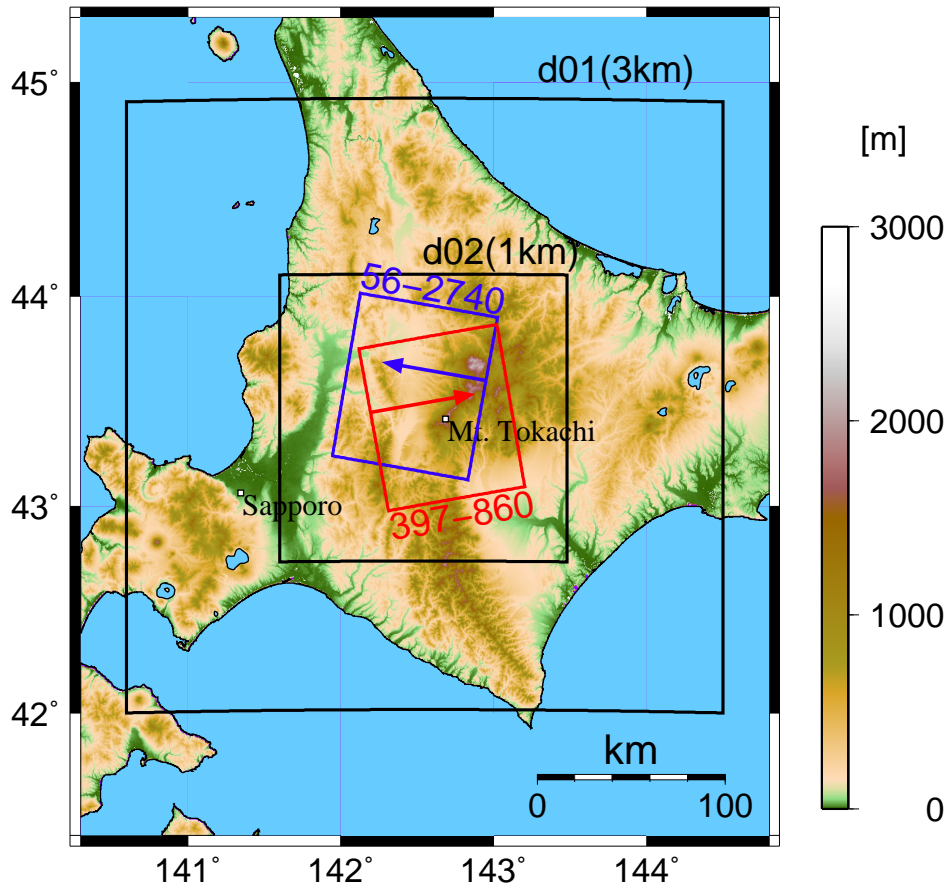 d01(3km)
45˚
[m]
3000
d02(1km)
56−2740
44˚
2000
Mt. Tokachi
Sapporo
43˚
397−860
1000
42˚
km
0
100
0
141˚
142˚
143˚
144˚